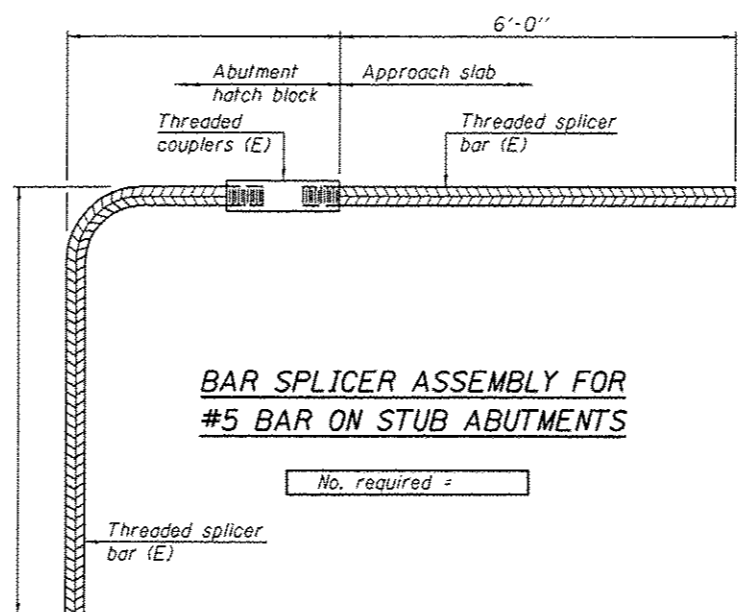 6'-0"
Abutment
hatch block
Approach slab
Threaded
couplers (E)
Threaded splicer
bar (E)
BAR SPLICER ASSEMBLY FOR
#5 BAR ON STUB ABUTMENTS
No. required =
Threaded splicer
bar (E)